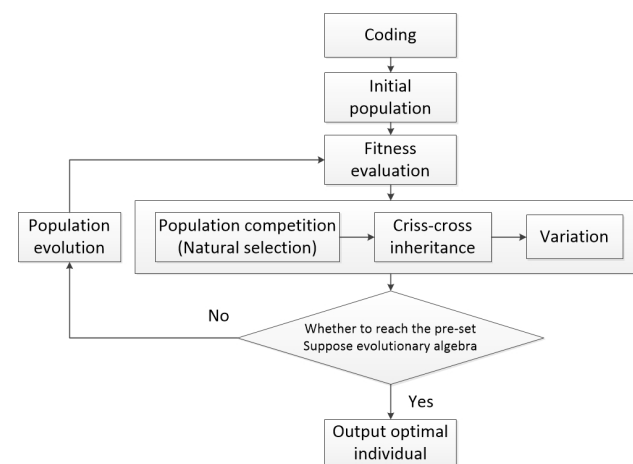 Coding
Initial
population
Fitness
evaluation
Population
evolution
Population competition
(Natural selection)
Criss-cross
inheritance
Variation
No
Whether to reach the pre-set
Suppose evolutionary algebra
Yes
Output optimal
individual